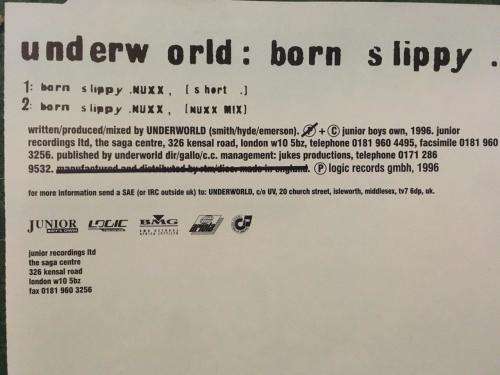 underw orld: born slippy .
1: born slippy .NUXX, [short .]
2: born slippy .NUXX, [NUXX MIX]
written/produced/mixed by UNDERWORLD (smith/hyde/emerson). Ⓟ + © junior boys own, 1996. junior
recordings ltd, the saga centre, 326 kensal road, london w10 5bz, telephone 0181 960 4495, facsimile 0181 960
3256. published by underworld dir/gallo/c.c. management: jukes productions, telephone 0171 286
9532. manufactured and distributed by rtm/disc. made in england. Ⓟ logic records gmbh, 1996
for more information send a SAE (or IRC outside uk) to: UNDERWORLD, c/o UV, 20 church street, isleworth, middlesex, tv7 6dp, uk.
JUNIOR LOGIC BMG
BOY'S OWN
junior recordings ltd
the saga centre
326 kensal road
london w10 5bz
fax 0181 960 3256